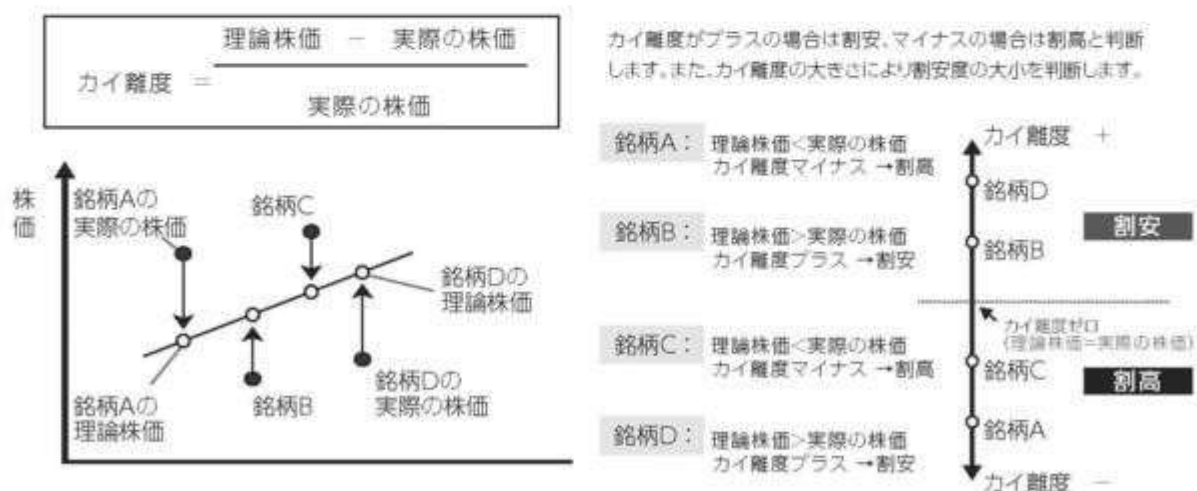 理論株価 － 実際の株価
カイ離度 ＝
実際の株価
株
価
銘柄Aの
実際の株価
銘柄C
銘柄Dの
理論株価
銘柄Aの
理論株価
銘柄B
銘柄Dの
実際の株価
カイ離度がプラスの場合は割安、マイナスの場合は割高と判断
します。また、カイ離度の大きさにより割安度の大小を判断します。
銘柄A： 理論株価＜実際の株価
カイ離度マイナス →割高
銘柄B： 理論株価＞実際の株価
カイ離度プラス →割安
銘柄C： 理論株価＜実際の株価
カイ離度マイナス →割高
銘柄D： 理論株価＞実際の株価
カイ離度プラス →割安
カイ離度 ＋
銘柄D
割安
銘柄B
カイ離度ゼロ
(理論株価=実際の株価)
銘柄C
割高
銘柄A
カイ離度 －